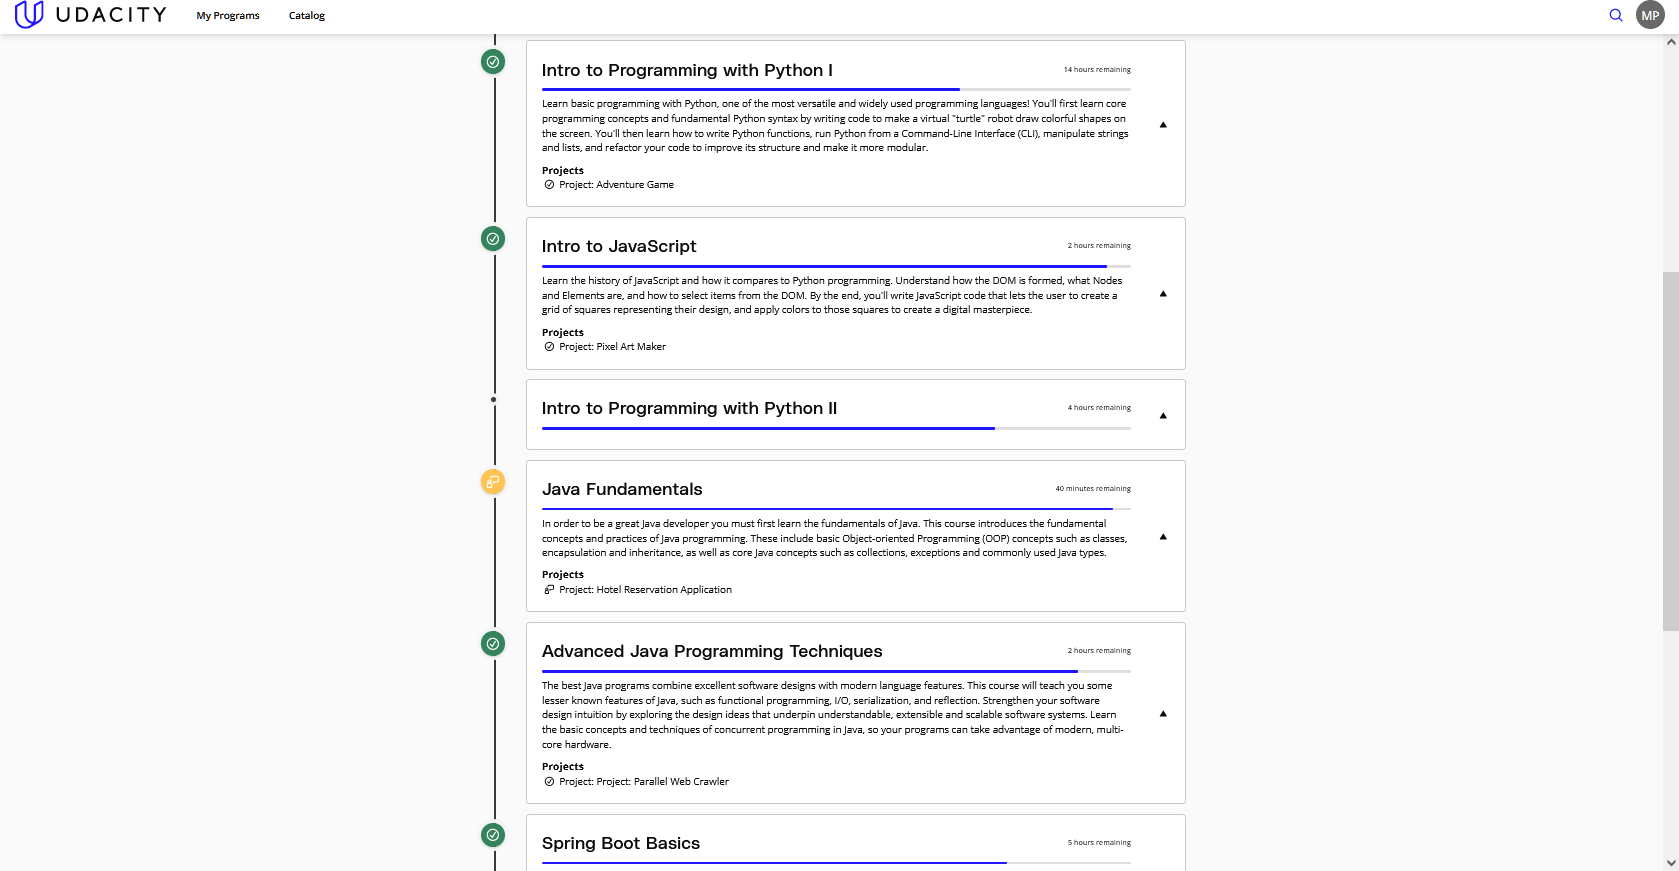 UDACITY
My Programs
Catalog
MP
Intro to Programming with Python I
14 hours remaining
Learn basic programming with Python, one of the most versatile and widely used programming languages! You'll first learn core
programming concepts and fundamental Python syntax by writing code to make a virtual "turtle" robot draw colorful shapes on
the screen. You'll then learn how to write Python functions, run Python from a Command-Line Interface (CLI), manipulate strings
and lists, and refactor your code to improve its structure and make it more modular.
Projects
Project: Adventure Game
Intro to JavaScript
2 hours remaining
Learn the history of JavaScript and how it compares to Python programming. Understand how the DOM is formed, what Nodes
and Elements are, and how to select items from the DOM. By the end, you'll write JavaScript code that lets the user to create a
grid of squares representing their design, and apply colors to those squares to create a digital masterpiece.
Projects
Project: Pixel Art Maker
Intro to Programming with Python II
4 hours remaining
Java Fundamentals
40 minutes remaining
In order to be a great Java developer you must first learn the fundamentals of Java. This course introduces the fundamental
concepts and practices of Java programming. These include basic Object-oriented Programming (OOP) concepts such as classes,
encapsulation and inheritance, as well as core Java concepts such as collections, exceptions and commonly used Java types.
Projects
Project: Hotel Reservation Application
Advanced Java Programming Techniques
2 hours remaining
The best Java programs combine excellent software designs with modern language features. This course will teach you some
lesser known features of Java, such as functional programming, I/O, serialization, and reflection. Strengthen your software
design intuition by exploring the design ideas that underpin understandable, extensible and scalable software systems. Learn
the basic concepts and techniques of concurrent programming in Java, so your programs can take advantage of modern, multi-
core hardware.
Projects
Project: Project: Parallel Web Crawler
Spring Boot Basics
5 hours remaining